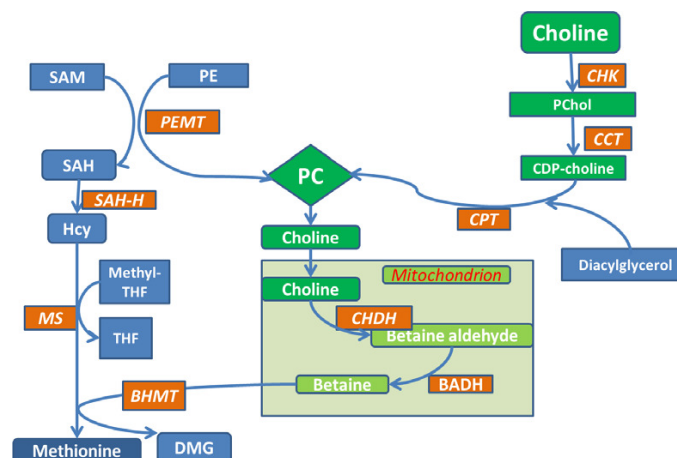 Choline
SAM
PE
CHK
PChol
PEMT
CCT
SAH
CDP-choline
PC
SAH-H
CPT
Hcy
Choline
Diacylglycerol
Methyl-
THF
Mitochondrion
Choline
MS
CHDH
THF
Betaine aldehyde
BHMT
Betaine
BADH
Methionine
DMG